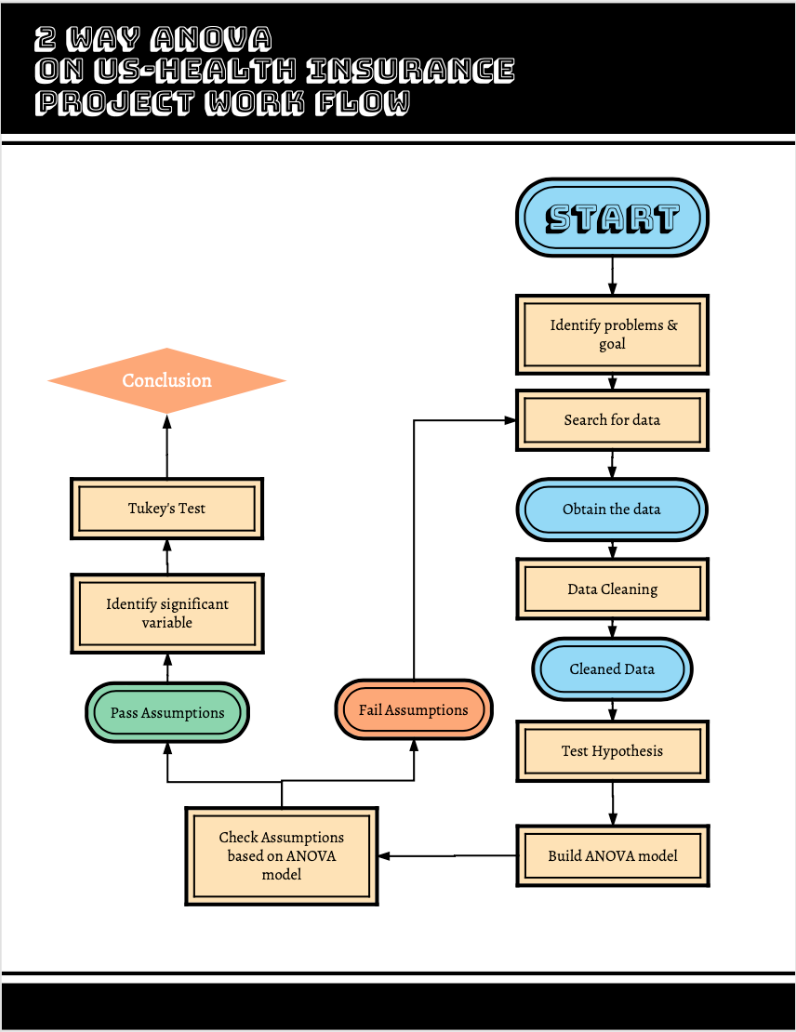 2 WAY ANOVA
ON US-HEALTH INSURANCE
PROJECT WORK FLOW
START
Identify problems &
goal
Search for data
Obtain the data
Data Cleaning
Cleaned Data
Test Hypothesis
Build ANOVA model
Check Assumptions
based on ANOVA
model
Fail Assumptions
Pass Assumptions
Identify significant
variable
Tukey's Test
Conclusion